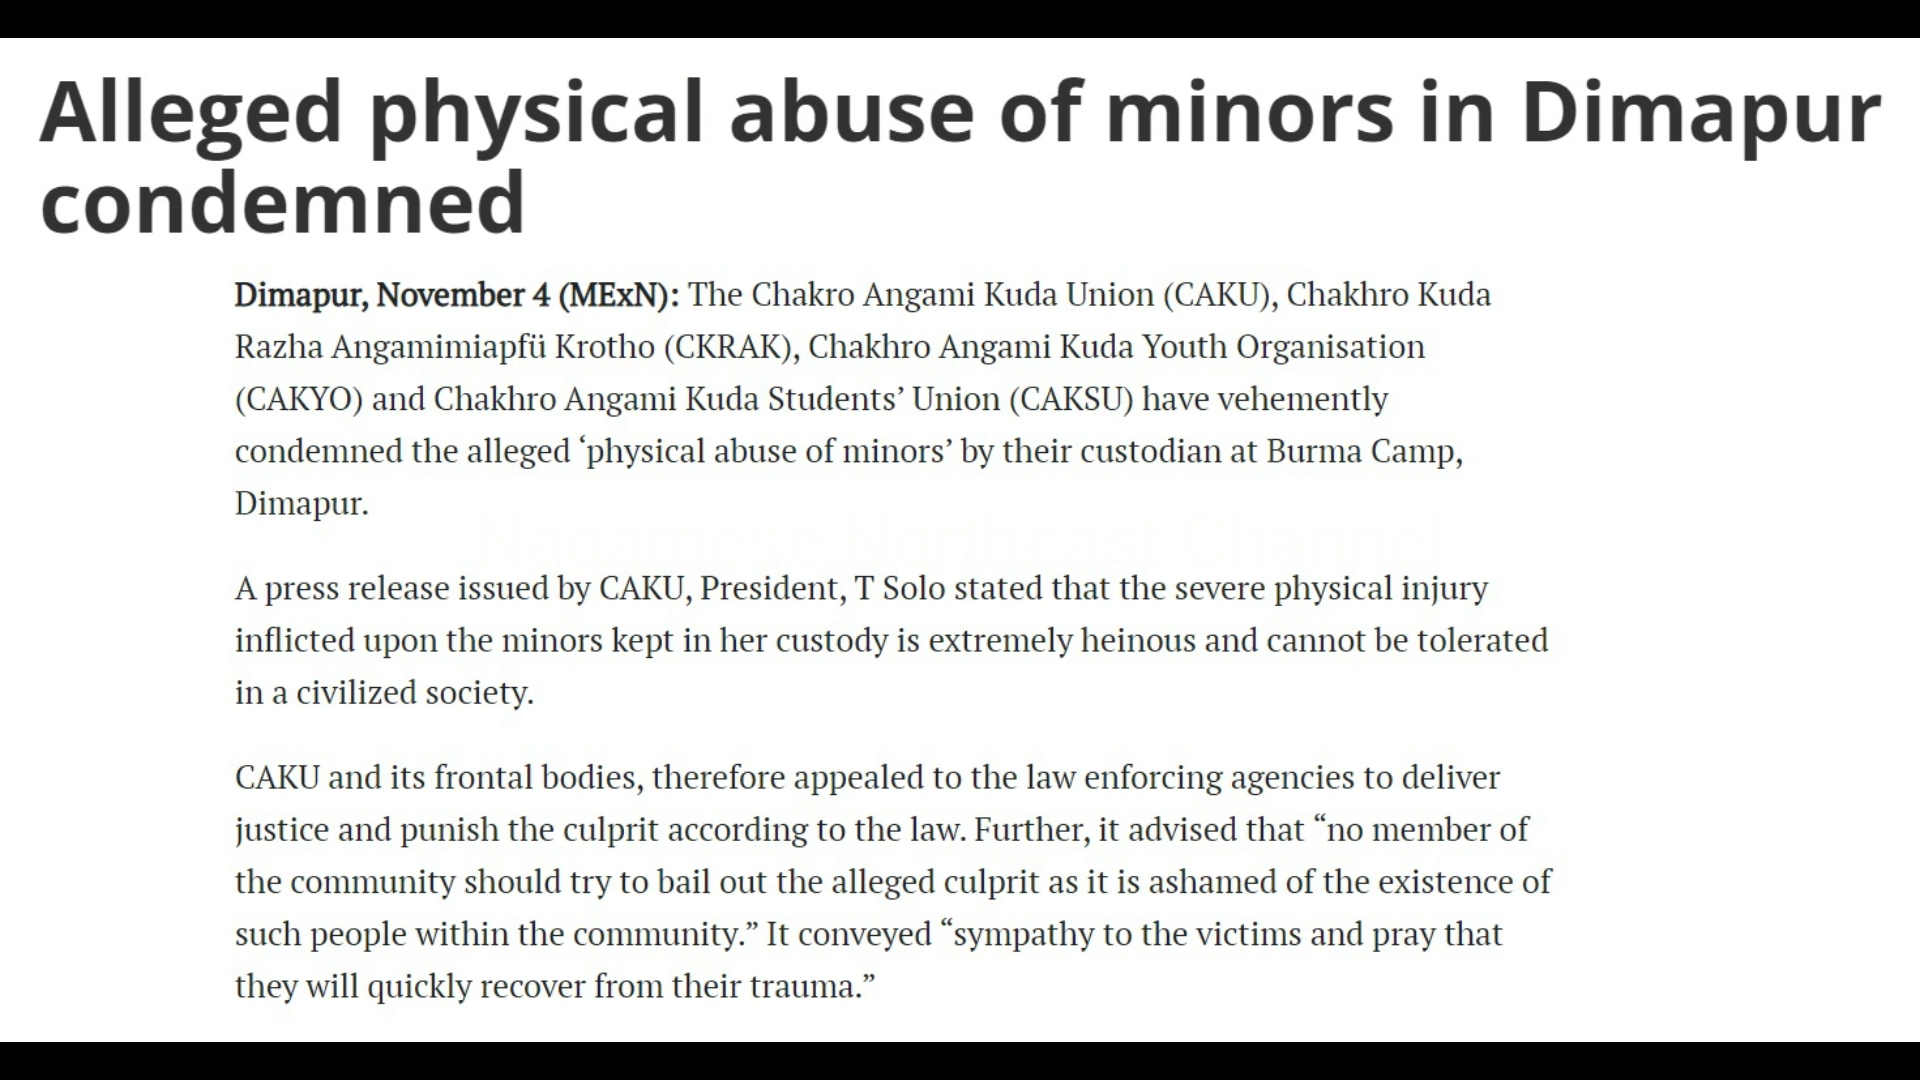 Alleged physical abuse of minors in Dimapur
condemned
Dimapur, November 4 (MExN): The Chakro Angami Kuda Union (CAKU), Chakhro Kuda
Razha Angamimiapfü Krotho (CKRAK), Chakhro Angami Kuda Youth Organisation
(CAKYO) and Chakhro Angami Kuda Students’ Union (CAKSU) have vehemently
condemned the alleged ‘physical abuse of minors’ by their custodian at Burma Camp,
Dimapur.
A press release issued by CAKU, President, T Solo stated that the severe physical injury
inflicted upon the minors kept in her custody is extremely heinous and cannot be tolerated
in a civilized society.
CAKU and its frontal bodies, therefore appealed to the law enforcing agencies to deliver
justice and punish the culprit according to the law. Further, it advised that “no member of
the community should try to bail out the alleged culprit as it is ashamed of the existence of
such people within the community.” It conveyed “sympathy to the victims and pray that
they will quickly recover from their trauma.”